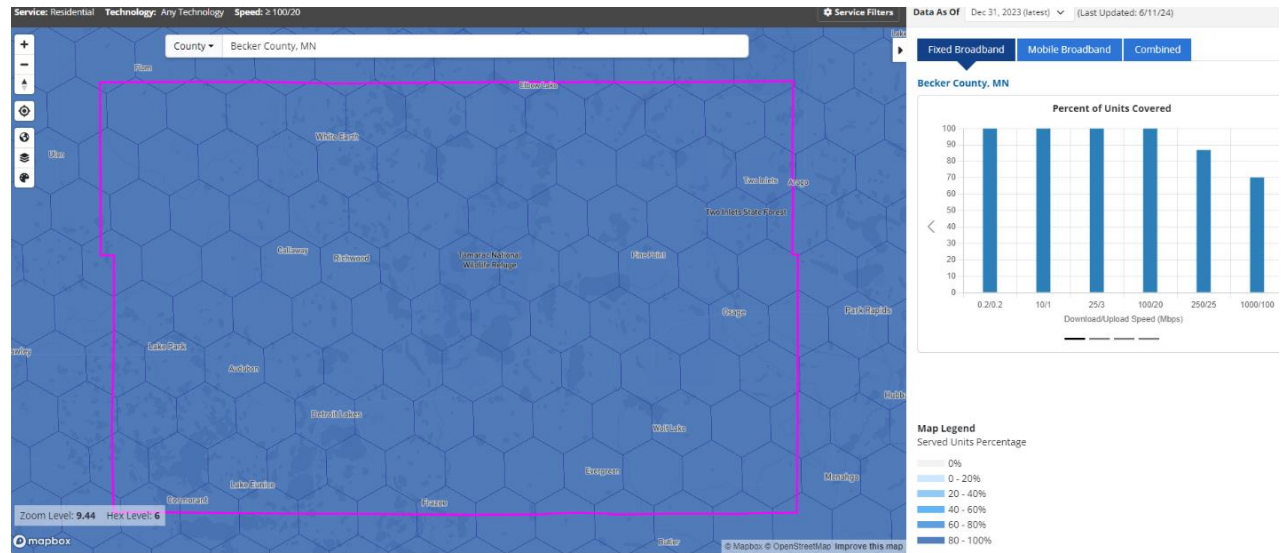 Service: Residential Technology: Any Technology Speed: ≥ 100/20
Service Filters
Data As Of Dec 31, 2023 (latest) (Last Updated: 6/11/24)
County Becker County, MN
Fixed Broadband Mobile Broadband Combined
Becker County, MN
Percent of Units Covered
100
90
80
70
60
50
40
30
20
10
0
0.2/0.2 10/1 25/3 100/20 250/25 1000/100
Download/Upload Speed (Mbps)
Flom
Elbow Lake
White Earth
Ulen
Two Inlets Arago
Two Inlets State Forest
Callaway
Richwood
Tamarac National
Wildlife Refuge
Pine Point
Osage
Park Rapids
Lake Park
Audubon
Detroit Lakes
Wolf Lake
Evergreen
Menahga
Lake Eunice
Cormorant
Frazee
Butler
Zoom Level: 9.44 Hex Level: 6
mapbox
© Mapbox © OpenStreetMap Improve this map
Map Legend
Served Units Percentage
0%
0 - 20%
20 - 40%
40 - 60%
60 - 80%
80 - 100%